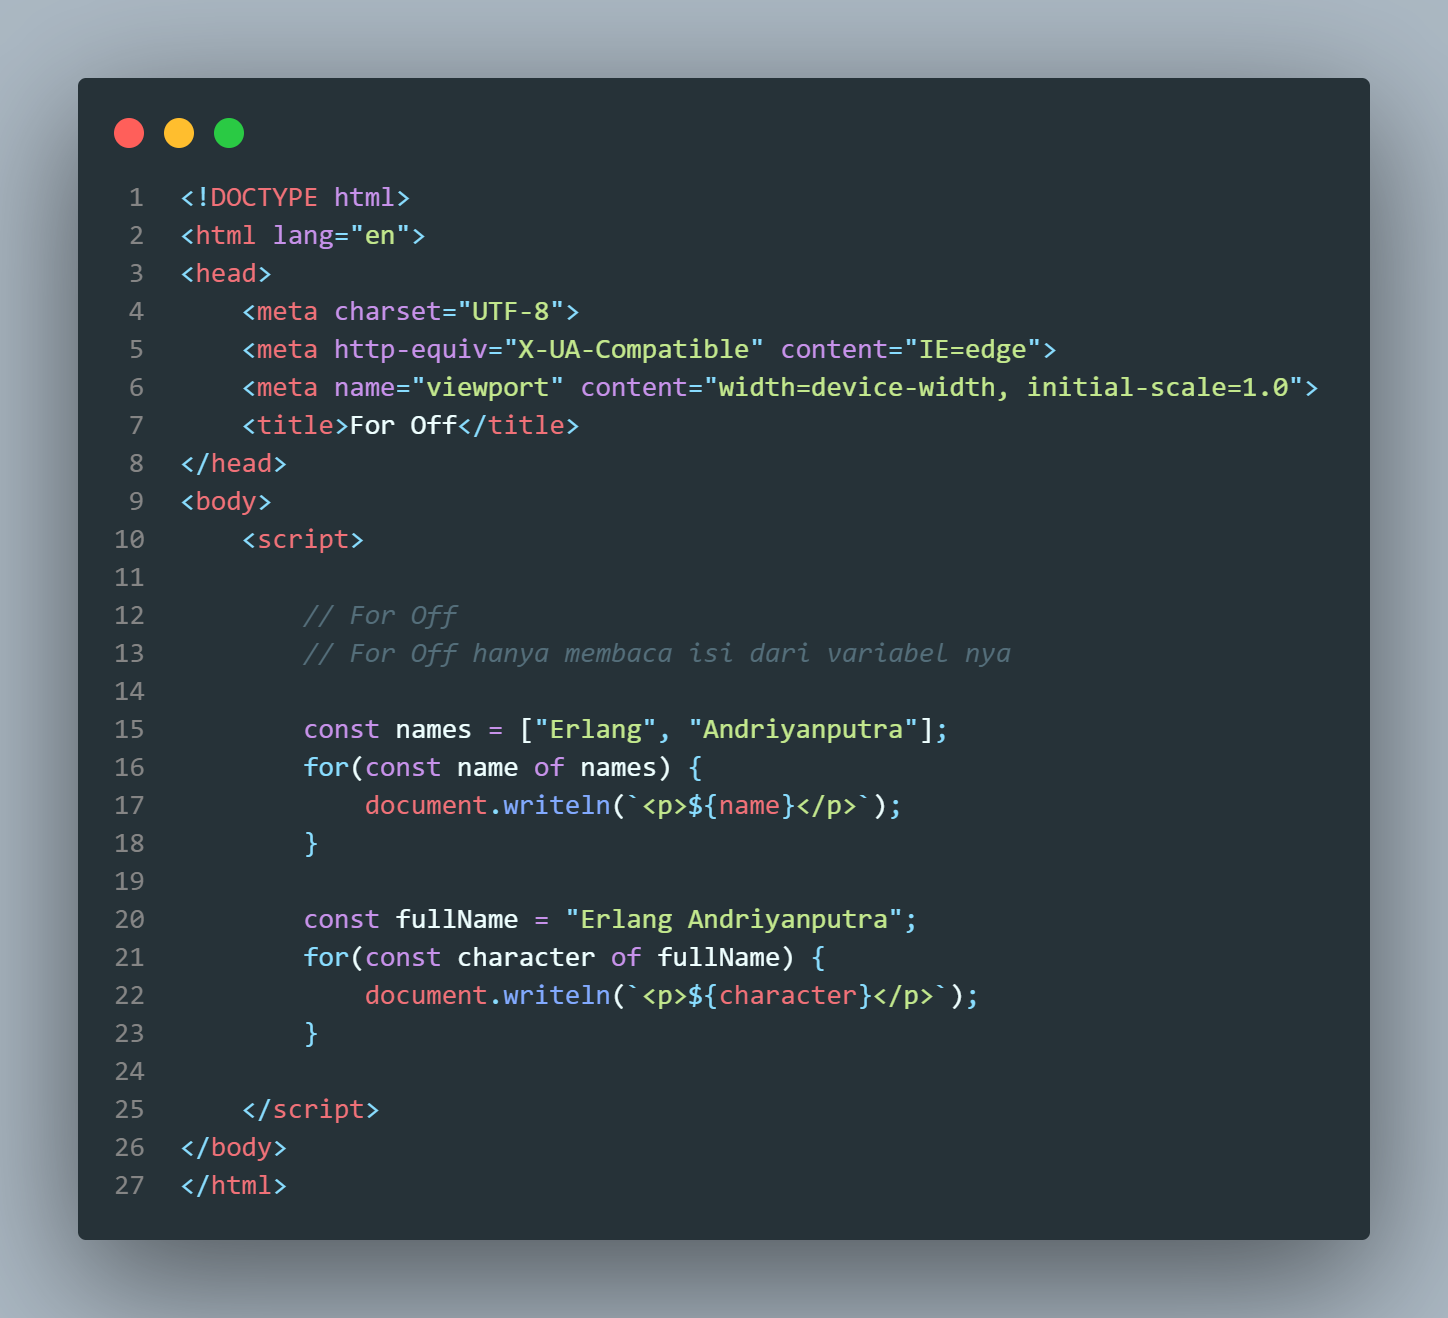 1 <!DOCTYPE html>
2 <html lang="en">
3 <head>
4     <meta charset="UTF-8">
5     <meta http-equiv="X-UA-Compatible" content="IE=edge">
6     <meta name="viewport" content="width=device-width, initial-scale=1.0">
7     <title>For Off</title>
8 </head>
9 <body>
10     <script>
11
12         // For Off
13         // For Off hanya membaca isi dari variabel nya
14
15         const names = ["Erlang", "Andriyanputra"];
16         for(const name of names) {
17             document.writeln(`<p>${name}</p>`);
18         }
19
20         const fullName = "Erlang Andriyanputra";
21         for(const character of fullName) {
22             document.writeln(`<p>${character}</p>`);
23         }
24
25     </script>
26 </body>
27 </html>